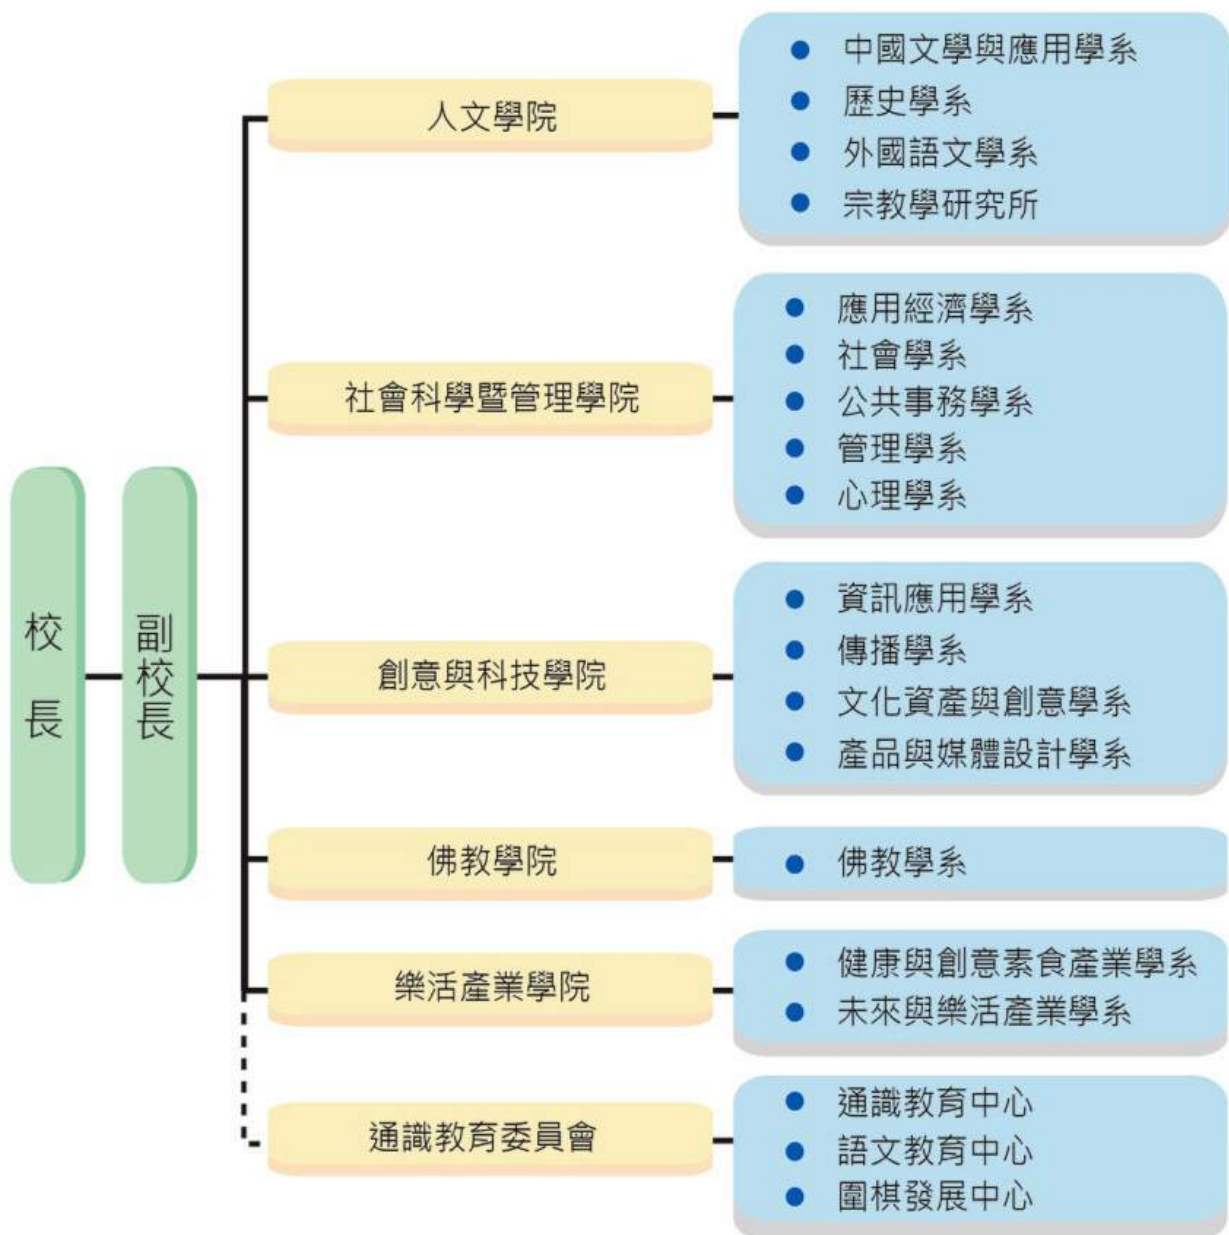 校長
副校長
人文學院
中國文學與應用學系
歷史學系
外國語文學系
宗教學研究所
社會科學暨管理學院
應用經濟學系
社會學系
公共事務學系
管理學系
心理學系
創意與科技學院
資訊應用學系
傳播學系
文化資產與創意學系
產品與媒體設計學系
佛教學院
佛教學系
樂活產業學院
健康與創意素食產業學系
未來與樂活產業學系
通識教育委員會
通識教育中心
語文教育中心
圍棋發展中心